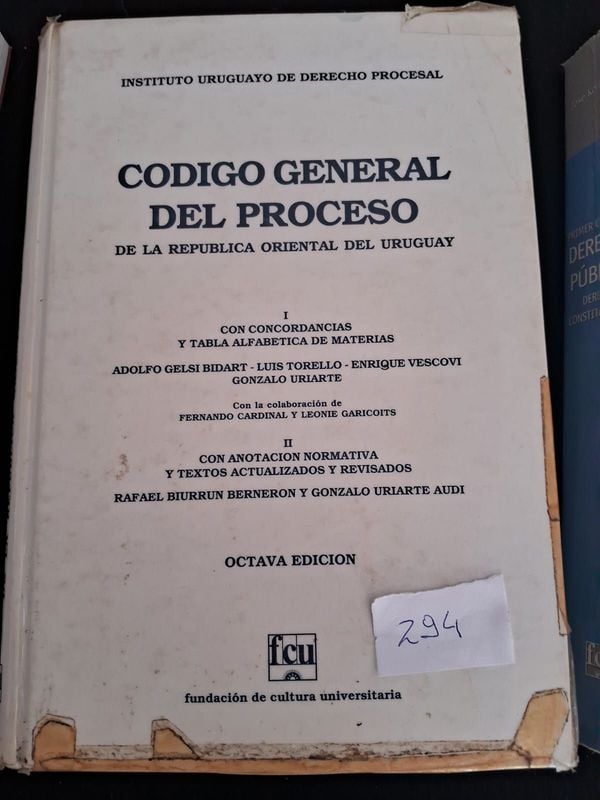 INSTITUTO URUGUAYO DE DERECHO PROCESAL
CODIGO GENERAL
DEL PROCESO
DE LA REPUBLICA ORIENTAL DEL URUGUAY
I
CON CONCORDANCIAS
Y TABLA ALFABETICA DE MATERIAS
ADOLFO GELSI BIDART - LUIS TORELLO - ENRIQUE VESCOVI
GONZALO URIARTE
Con la colaboración de
FERNANDO CARDINAL Y LEONIE GARICOITS
II
CON ANOTACION NORMATIVA
Y TEXTOS ACTUALIZADOS Y REVISADOS
RAFAEL BIURRUN BERNERON Y GONZALO URIARTE AUDI
OCTAVA EDICION
294
fcu
fundación de cultura universitaria
PRIMER